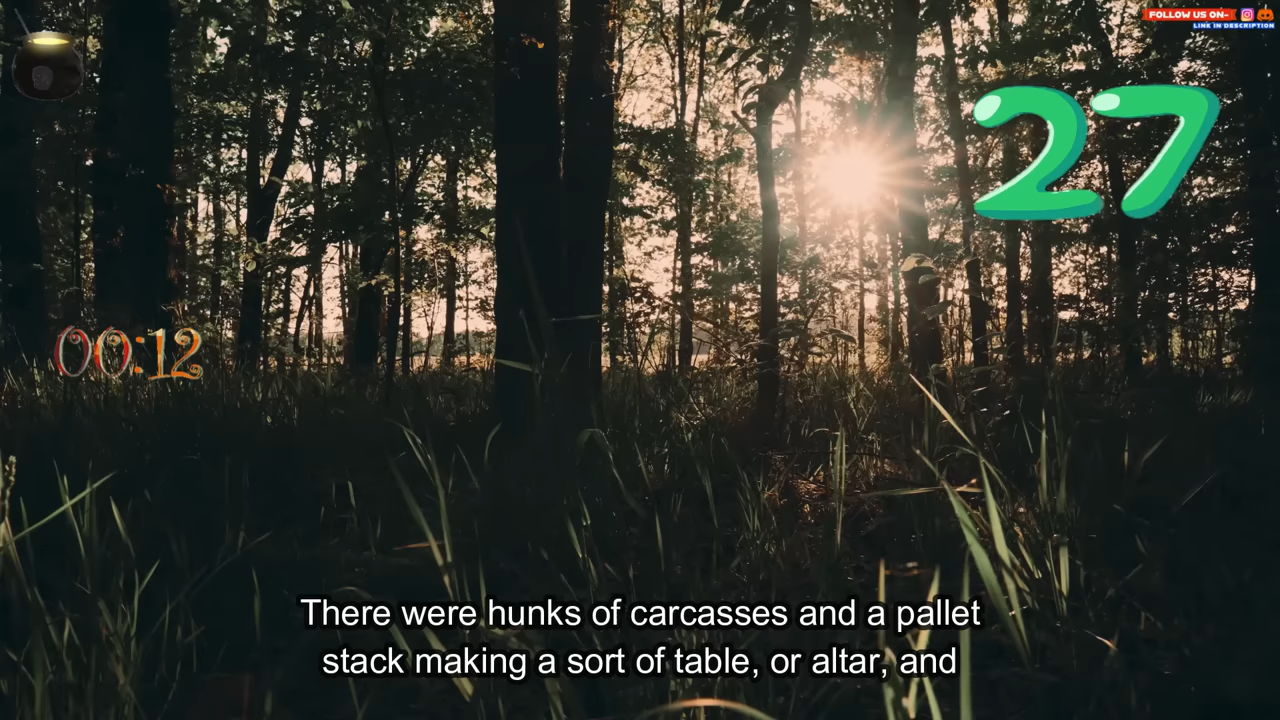 FOLLOW US ON-
LINK IN DESCRIPTION
27
00:12
There were hunks of carcasses and a pallet
stack making a sort of table, or altar, and